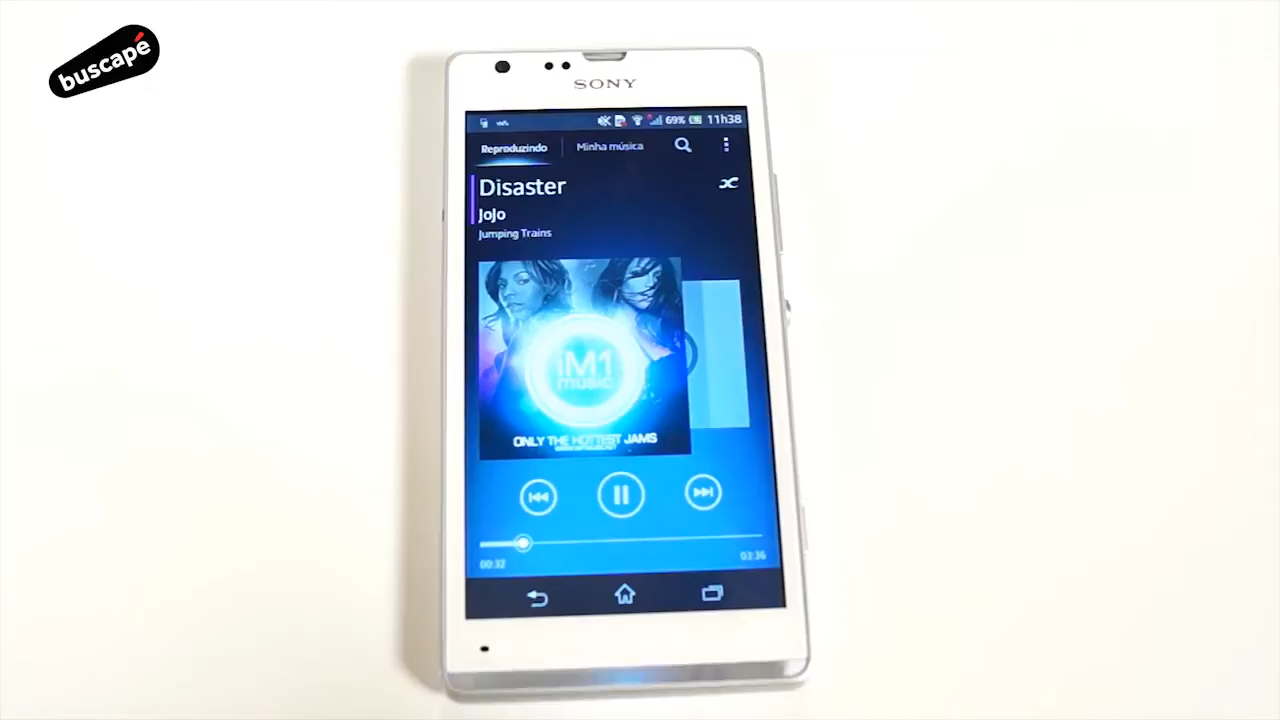 buscapé
SONY
69% 11h38
Reproduzindo
Minha música
Disaster
JoJo
Jumping Trains
iM1
music
ONLY THE HOTTEST JAMS
00:32
03:36